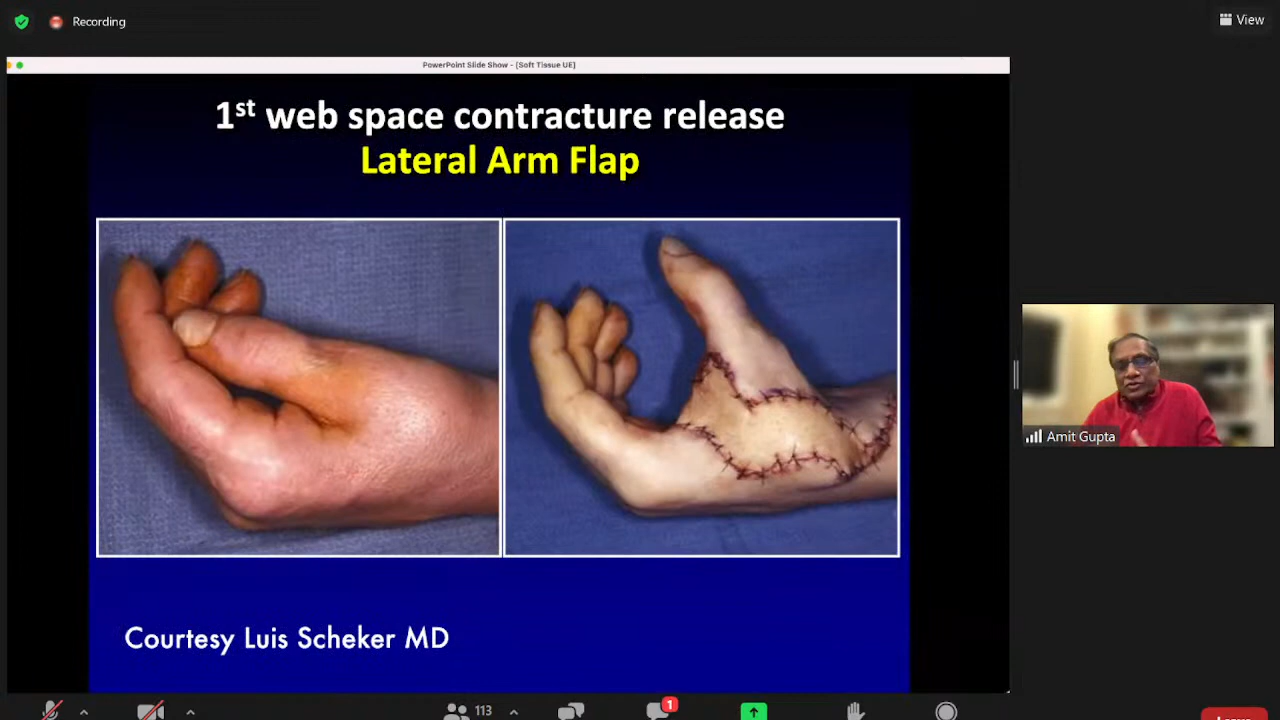 Recording
View
PowerPoint Slide Show - [Soft Tissue UE]
1st web space contracture release
Lateral Arm Flap
Amit Gupta
Courtesy Luis Scheker MD
113
1
Leave